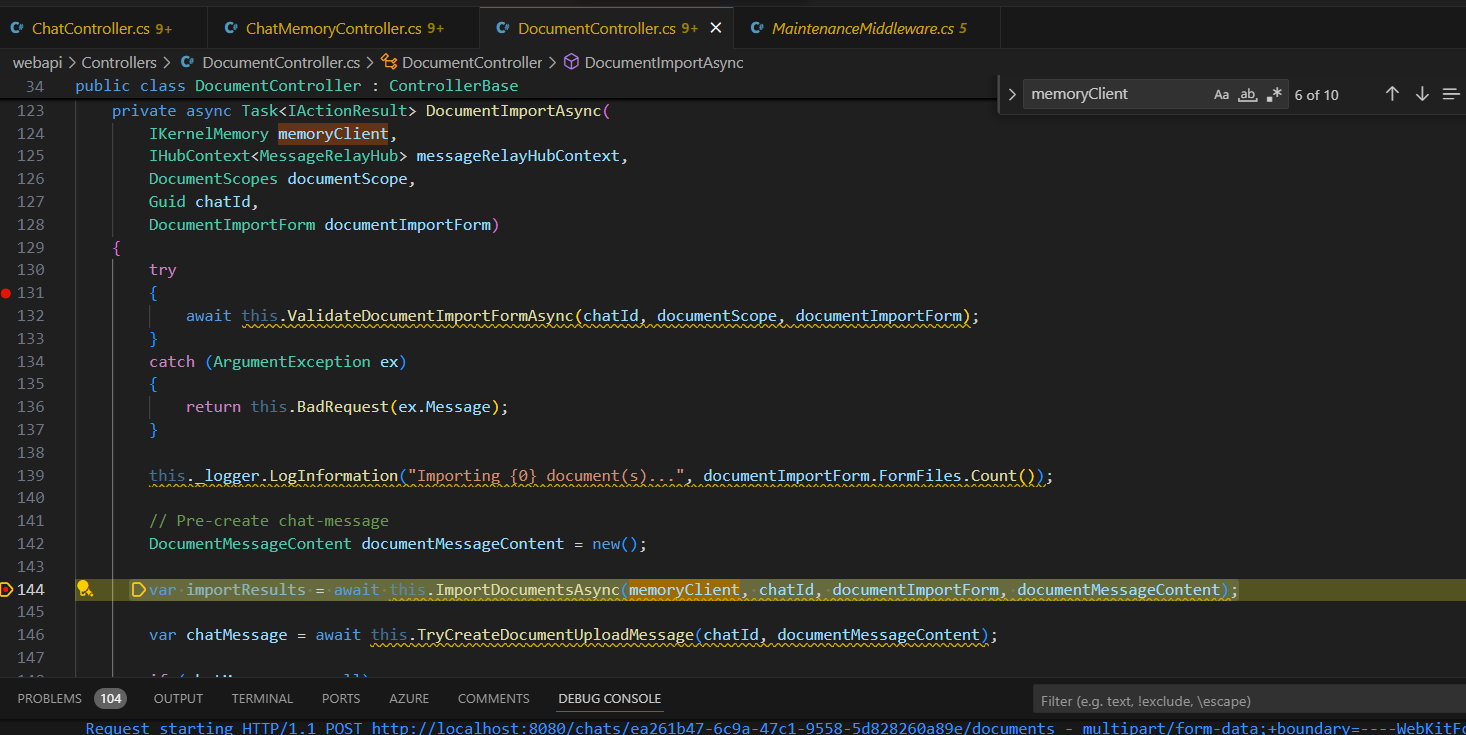 ChatController.cs 9+ ChatMemoryController.cs 9+ DocumentController.cs 9+ MaintenanceMiddleware.cs 5
webapi > Controllers > DocumentController.cs > DocumentController > DocumentImportAsync
memoryClient Aa ab .* 6 of 10
34 public class DocumentController : ControllerBase
123 private async Task<IActionResult> DocumentImportAsync(
124 IKernelMemory memoryClient,
125 IHubContext<MessageRelayHub> messageRelayHubContext,
126 DocumentScopes documentScope,
127 Guid chatId,
128 DocumentImportForm documentImportForm)
129 {
130 try
131 {
132 await this.ValidateDocumentImportFormAsync(chatId, documentScope, documentImportForm);
133 }
134 catch (ArgumentException ex)
135 {
136 return this.BadRequest(ex.Message);
137 }
138
139 this._logger.LogInformation("Importing {0} document(s)...", documentImportForm.FormFiles.Count());
140
141 // Pre-create chat-message
142 DocumentMessageContent documentMessageContent = new();
143
144 var importResults = await this.ImportDocumentsAsync(memoryClient, chatId, documentImportForm, documentMessageContent);
145
146 var chatMessage = await this.TryCreateDocumentUploadMessage(chatId, documentMessageContent);
147
PROBLEMS 104 OUTPUT TERMINAL PORTS AZURE COMMENTS DEBUG CONSOLE Filter (e.g. text, !exclude, \escape)
Request starting HTTP/1.1 POST http://localhost:8080/chats/ea261b47-6c9a-47c1-9558-5d828260a89e/documents - multipart/form-data;+boundary=----WebKitFo